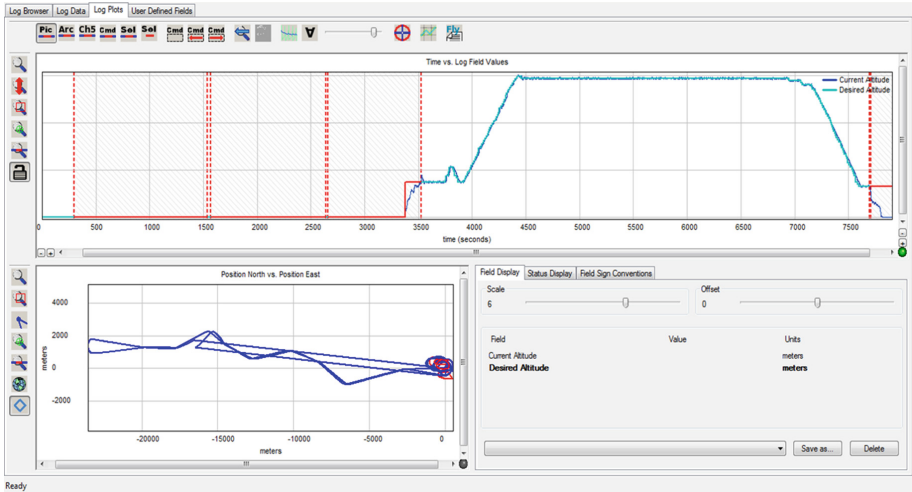 Log Browser Log Data Log Plots User Defined Fields
Pic Arc Ch5 Cmd Sel Sel Cmd Cmd Cmd A Fly
Time vs. Log Field Values
Current Altitude
Desired Altitude
0 500 1000 1500 2000 2500 3000 3500 4000 4500 5000 5500 6000 6500 7000 7500
time (seconds)
Position North vs. Position East
4000
2000
0
-2000
meters
-20000 -15000 -10000 -5000 0
meters
Field Display Status Display Field Sign Conventions
Scale Offset
6 0
Field Value Units
Current Altitude meters
Desired Altitude meters
Save as... Delete
Ready